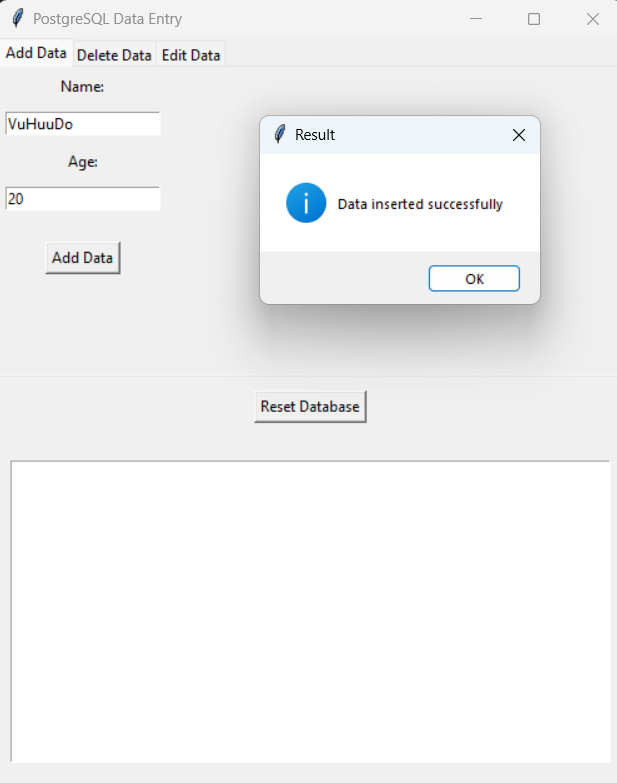 PostgreSQL Data Entry
Add Data Delete Data Edit Data
Name:
VuHuuDo
Age:
20
Add Data
Result
Data inserted successfully
OK
Reset Database